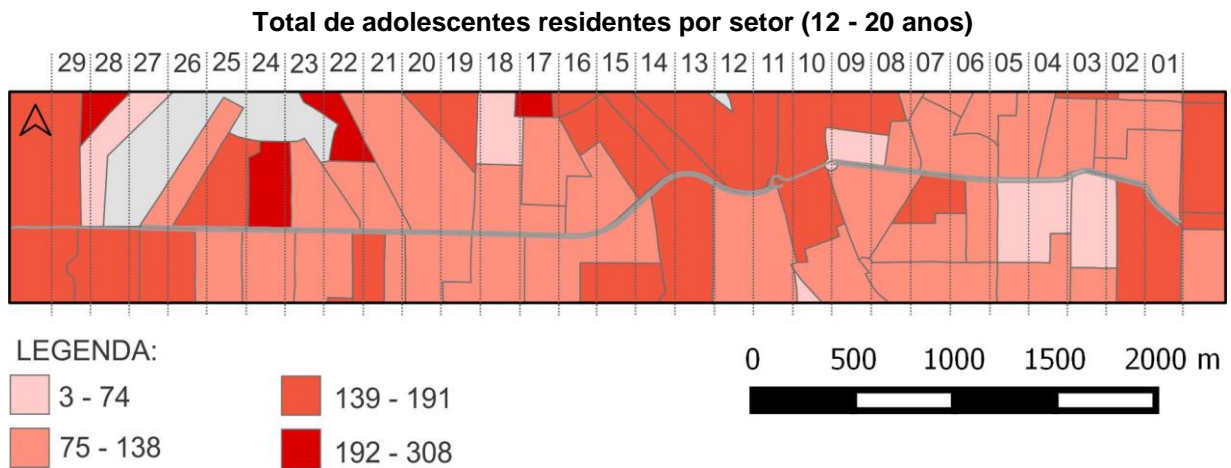 Total de adolescentes residentes por setor (12 - 20 anos)
29 28 27 26 25 24 23 22 21 20 19 18 17 16 15 14 13 12 11 10 09 08 07 06 05 04 03 02 01
LEGENDA:
3 - 74
75 - 138
139 - 191
192 - 308
0 500 1000 1500 2000 m